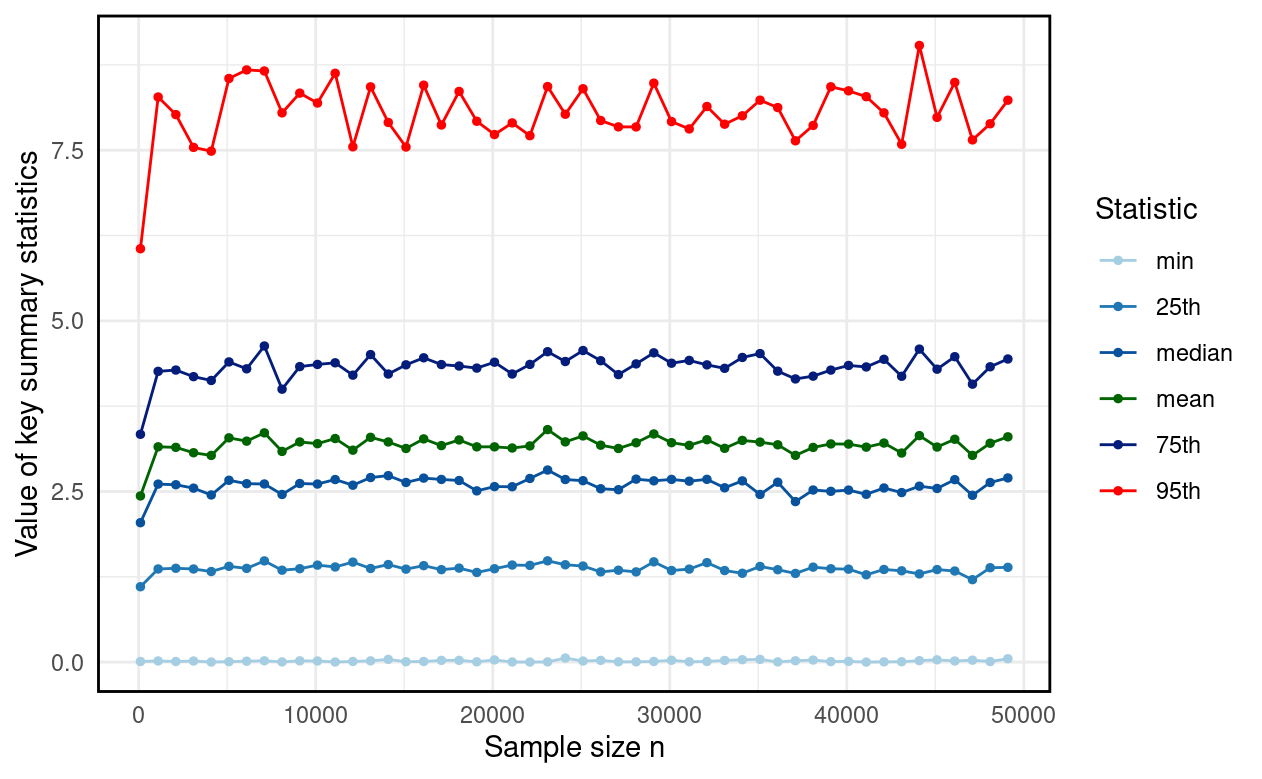 Value of key summary statistics
7.5
5.0
2.5
0.0
0
10000
20000
30000
40000
50000
Sample size n
Statistic
min
25th
median
mean
75th
95th